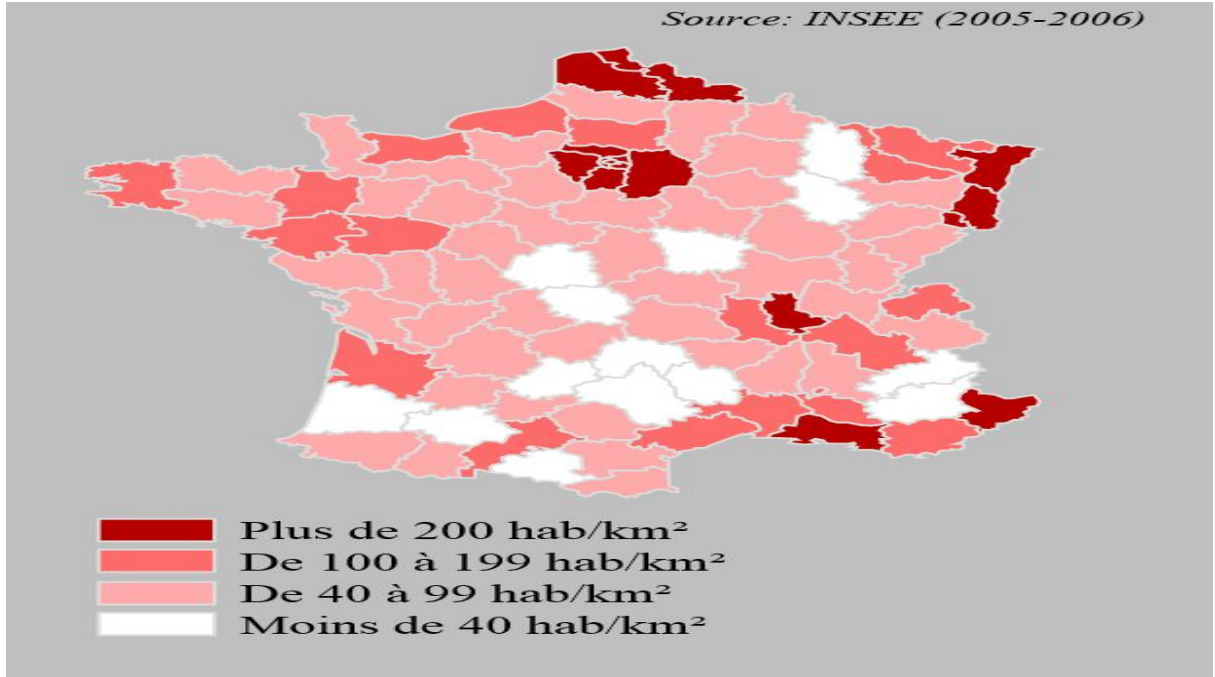 Source: INSEE (2005-2006)
Plus de 200 hab/km²
De 100 à 199 hab/km²
De 40 à 99 hab/km²
Moins de 40 hab/km²